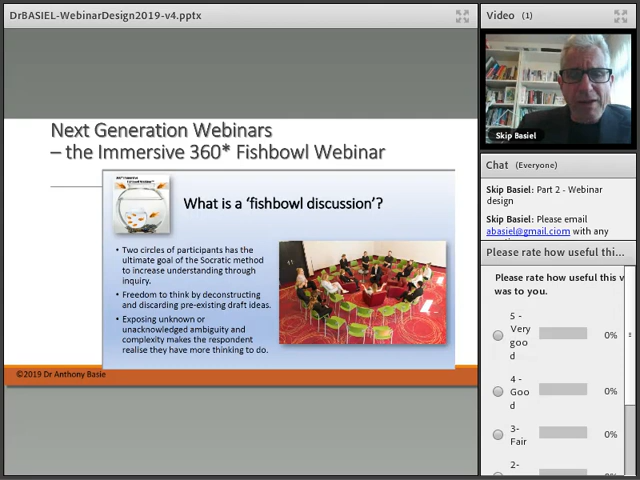 DrBASIEL-WebinarDesign2019-v4.pptx
Next Generation Webinars
– the Immersive 360* Fishbowl Webinar
What is a ‘fishbowl discussion’?
• Two circles of participants has the
ultimate goal of the Socratic method
to increase understanding through
inquiry.
• Freedom to think by deconstructing
and discarding pre-existing draft ideas.
• Exposing unknown or
unacknowledged ambiguity and
complexity makes the respondent
realise they have more thinking to do.
©2019 Dr Anthony Basie
Video (1)
Skip Basiel
Chat (Everyone)
Skip Basiel: Part 2 - Webinar
design
Skip Basiel: Please email
abasiel@gmail.ciom with any
Please rate how useful thi...
Please rate how useful this v
was to you.
5 -
Very
goo
d
0%
4 -
Goo
d
0%
3-
Fair
0%
2-